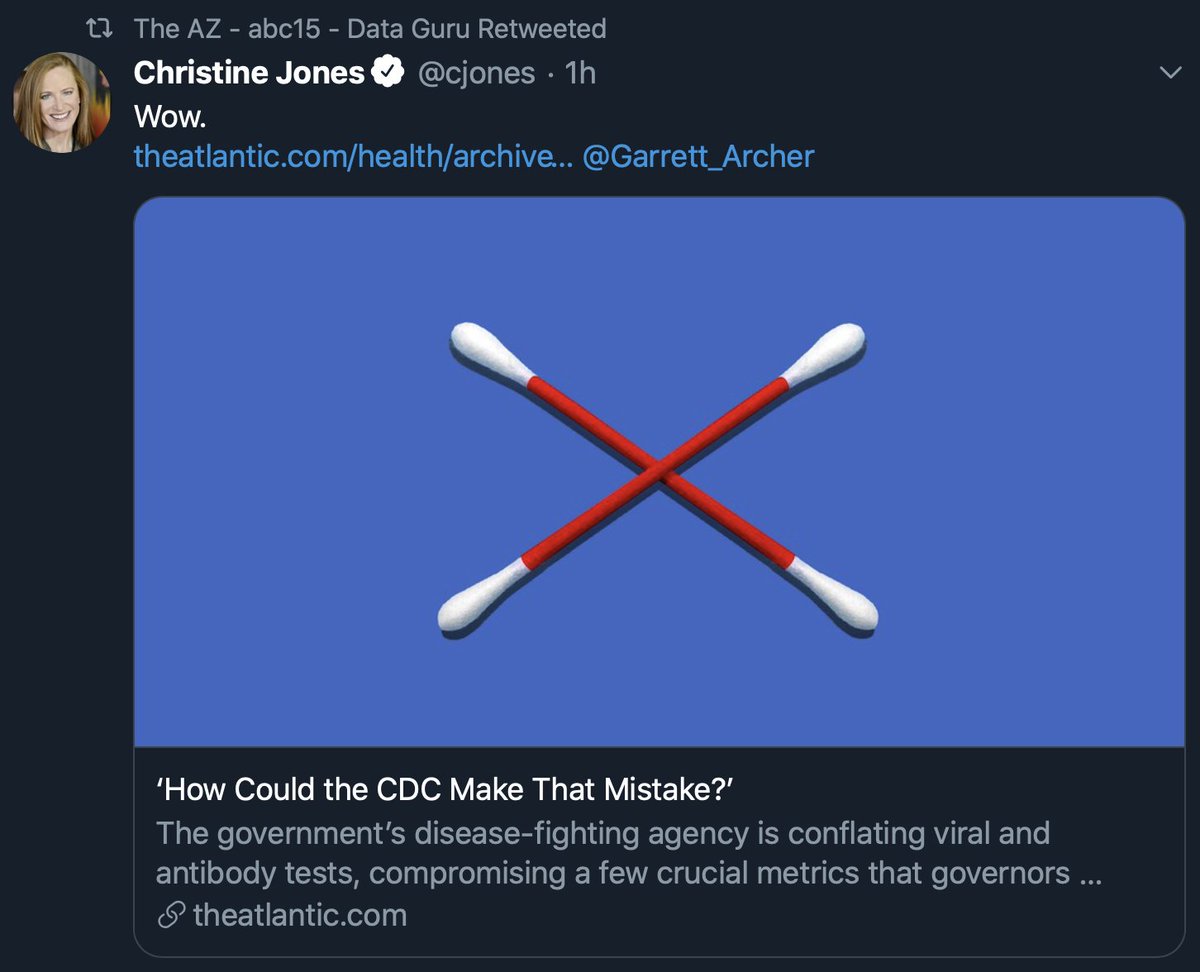 The AZ - abc15 - Data Guru Retweeted
Christine Jones @cjones · 1h
Wow.
theatlantic.com/health/archive... @Garrett_Archer
‘How Could the CDC Make That Mistake?’
The government’s disease-fighting agency is conflating viral and
antibody tests, compromising a few crucial metrics that governors ...
theatlantic.com